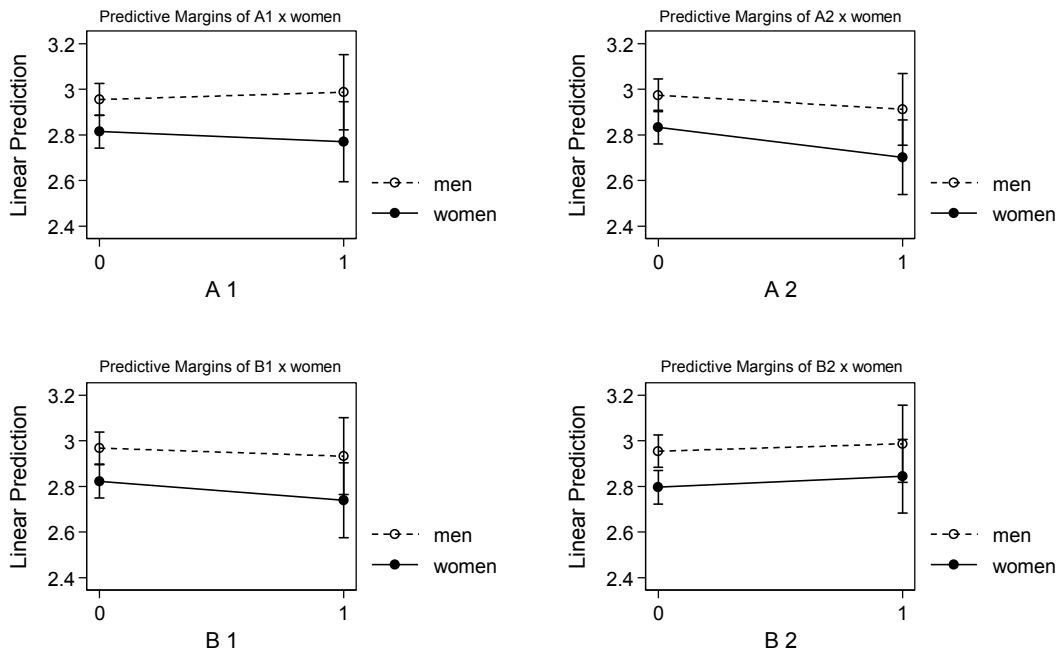 Predictive Margins of A1 x women
Linear Prediction
3.2
3
2.8
2.6
2.4
0
1
A 1
men
women
Predictive Margins of A2 x women
Linear Prediction
3.2
3
2.8
2.6
2.4
0
1
A 2
men
women
Predictive Margins of B1 x women
Linear Prediction
3.2
3
2.8
2.6
2.4
0
1
B 1
men
women
Predictive Margins of B2 x women
Linear Prediction
3.2
3
2.8
2.6
2.4
0
1
B 2
men
women